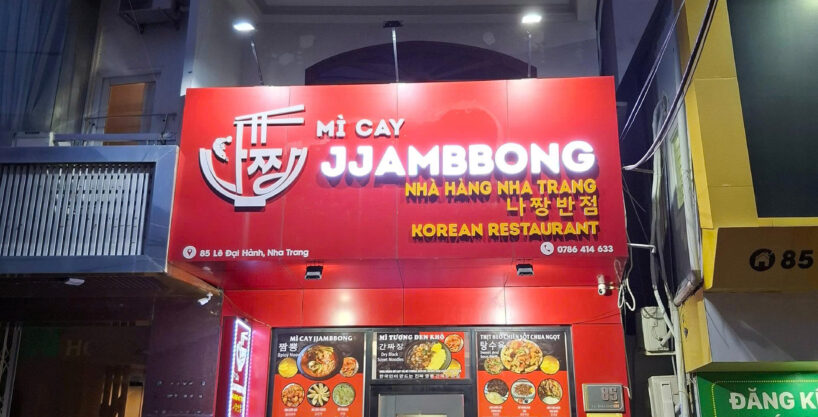 나짱
MÌ CAY
JJAMBBONG
NHÀ HÀNG NHA TRANG
나짱반점
KOREAN RESTAURANT
85 Lê Đại Hành, Nha Trang
0786 414 633
85
MÌ CAY JJAMBBONG
짬뽕
Spicy Noodles
MÌ TƯƠNG ĐEN KHÔ
간짜장
Dry Black
THỊT HEO CHIÊN SỐT CHUA NGỌT
탕수육
85
ĐĂNG K